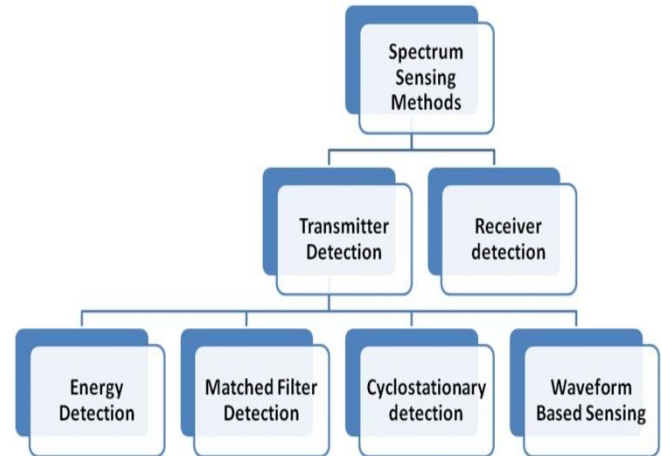 Spectrum
Sensing
Methods
Transmitter
Detection
Receiver
detection
Energy
Detection
Matched Filter
Detection
Cyclostationary
detection
Waveform
Based Sensing